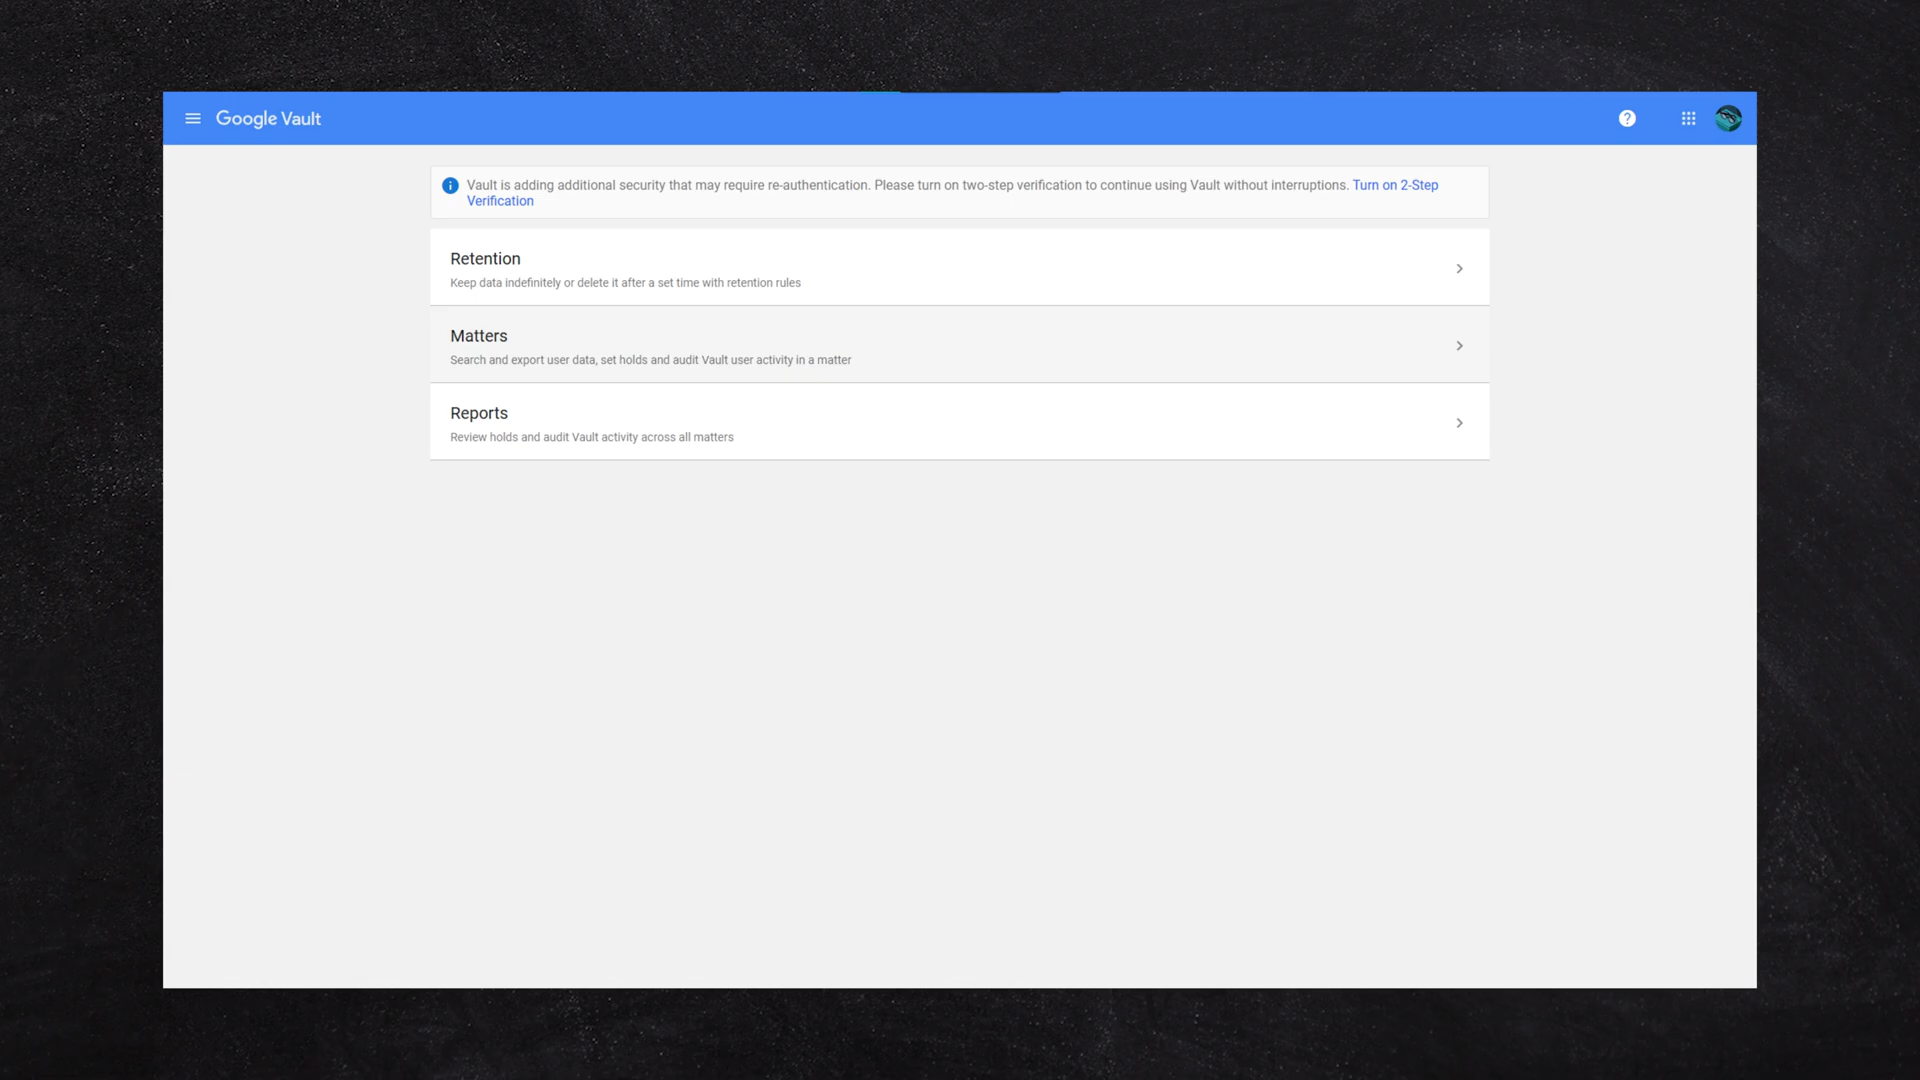 Google Vault
Vault is adding additional security that may require re-authentication. Please turn on two-step verification to continue using Vault without interruptions. Turn on 2-Step
Verification
Retention
Keep data indefinitely or delete it after a set time with retention rules
Matters
Search and export user data, set holds and audit Vault user activity in a matter
Reports
Review holds and audit Vault activity across all matters